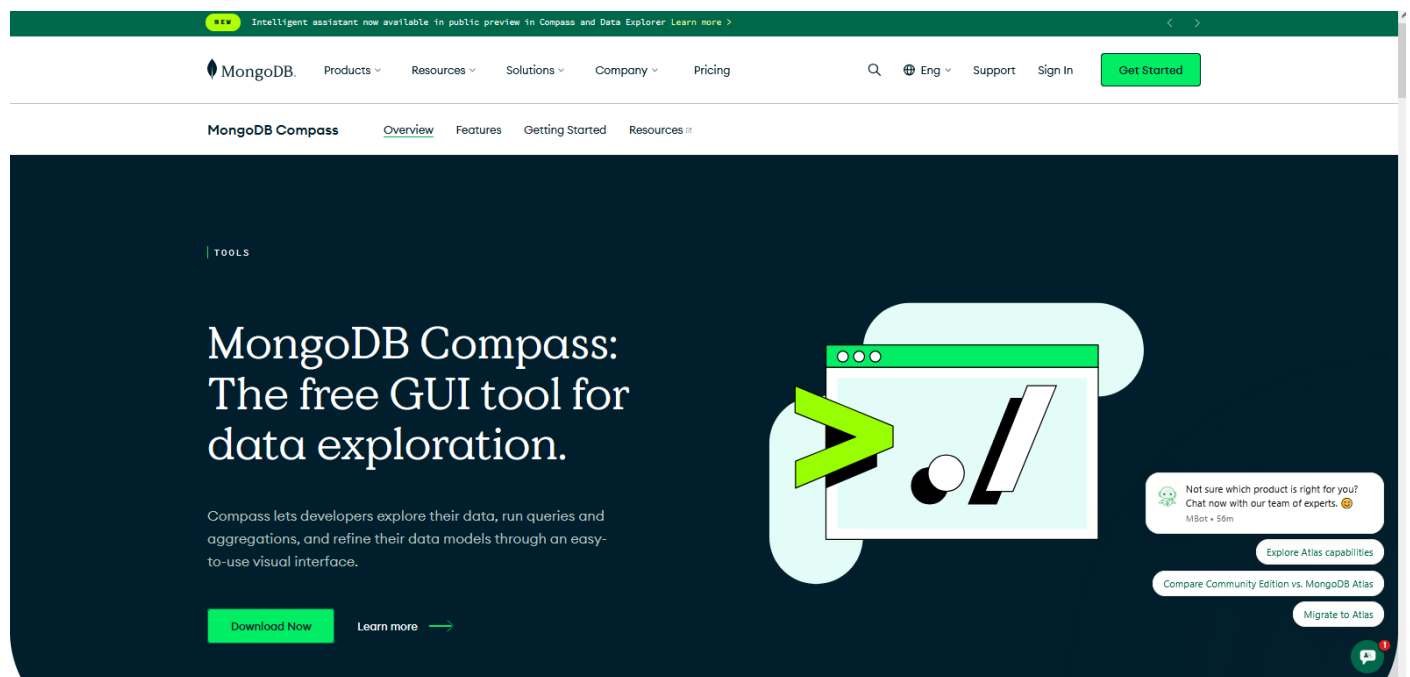 NEW Intelligent assistant now available in public preview in Compass and Data Explorer Learn more >
MongoDB. Products Resources Solutions Company Pricing Eng Support Sign In Get Started
MongoDB Compass Overview Features Getting Started Resources
TOOLS
MongoDB Compass:
The free GUI tool for
data exploration.
Compass lets developers explore their data, run queries and
aggregations, and refine their data models through an easy-
to-use visual interface.
Download Now Learn more
Not sure which product is right for you?
Chat now with our team of experts. 😊
MBot • 56m
Explore Atlas capabilities
Compare Community Edition vs. MongoDB Atlas
Migrate to Atlas
1